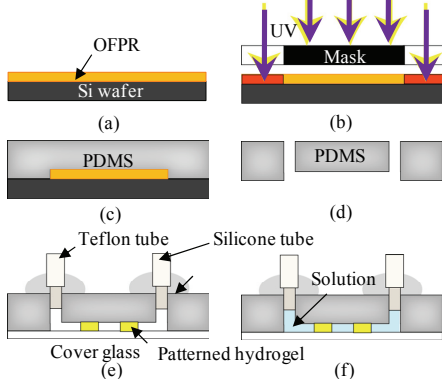 OFPR
Si wafer
(a)
UV
Mask
(b)
PDMS
(c)
PDMS
(d)
Teflon tube
Silicone tube
Cover glass
Patterned hydrogel
(e)
Solution
(f)